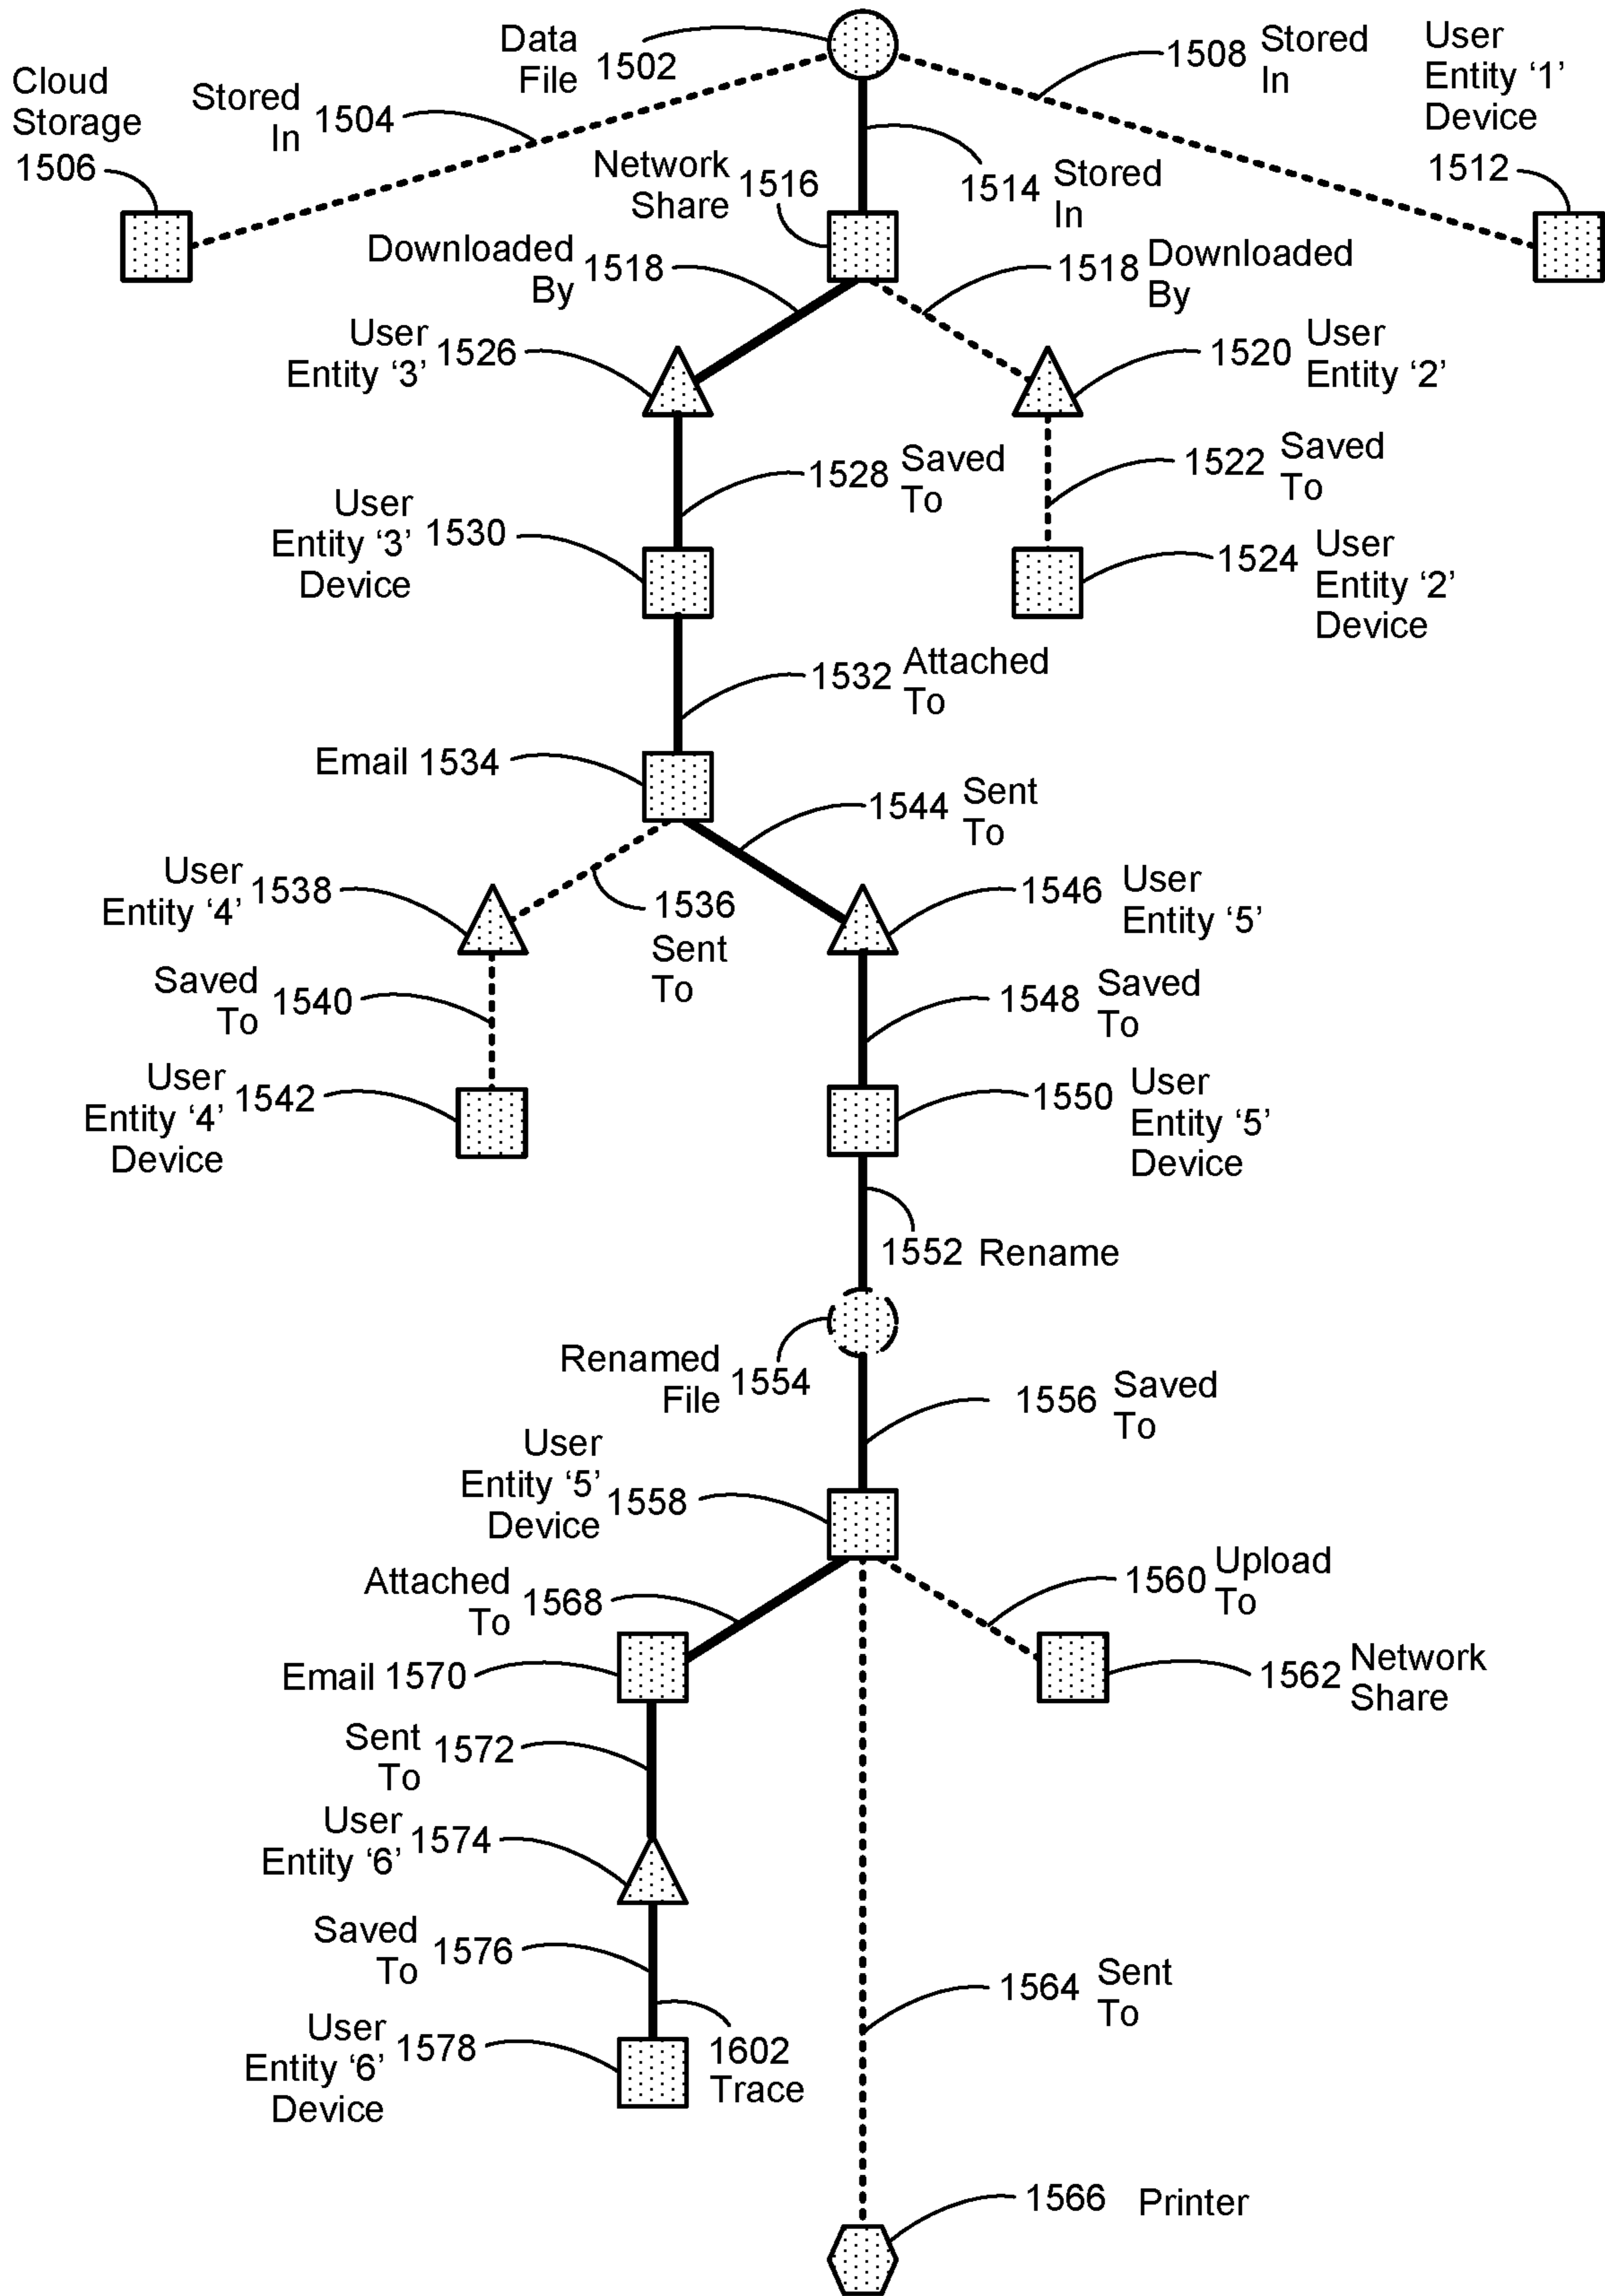 Data
File 1502
1508 Stored
In
User
Entity ‘1’
Device
1512
Cloud
Storage
1506
Stored
In 1504
Network
Share 1516
1514 Stored
In
Downloaded
By 1518
1518 Downloaded
By
User
Entity ‘3’ 1526
1520 User
Entity ‘2’
1528 Saved
To
1522 Saved
To
User
Entity ‘3’ 1530
Device
1524 User
Entity ‘2’
Device
1532 Attached
To
Email 1534
1544 Sent
To
User
Entity ‘4’ 1538
1536
Sent
To
1546 User
Entity ‘5’
Saved
To 1540
1548 Saved
To
User
Entity ‘4’ 1542
Device
1550 User
Entity ‘5’
Device
1552 Rename
Renamed
File 1554
1556 Saved
To
User
Entity ‘5’ 1558
Device
Attached
To 1568
1560 Upload
To
Email 1570
1562 Network
Share
Sent
To 1572
User
Entity ‘6’ 1574
Saved
To 1576
1564 Sent
To
User
Entity ‘6’ 1578
Device
1602
Trace
1566 Printer